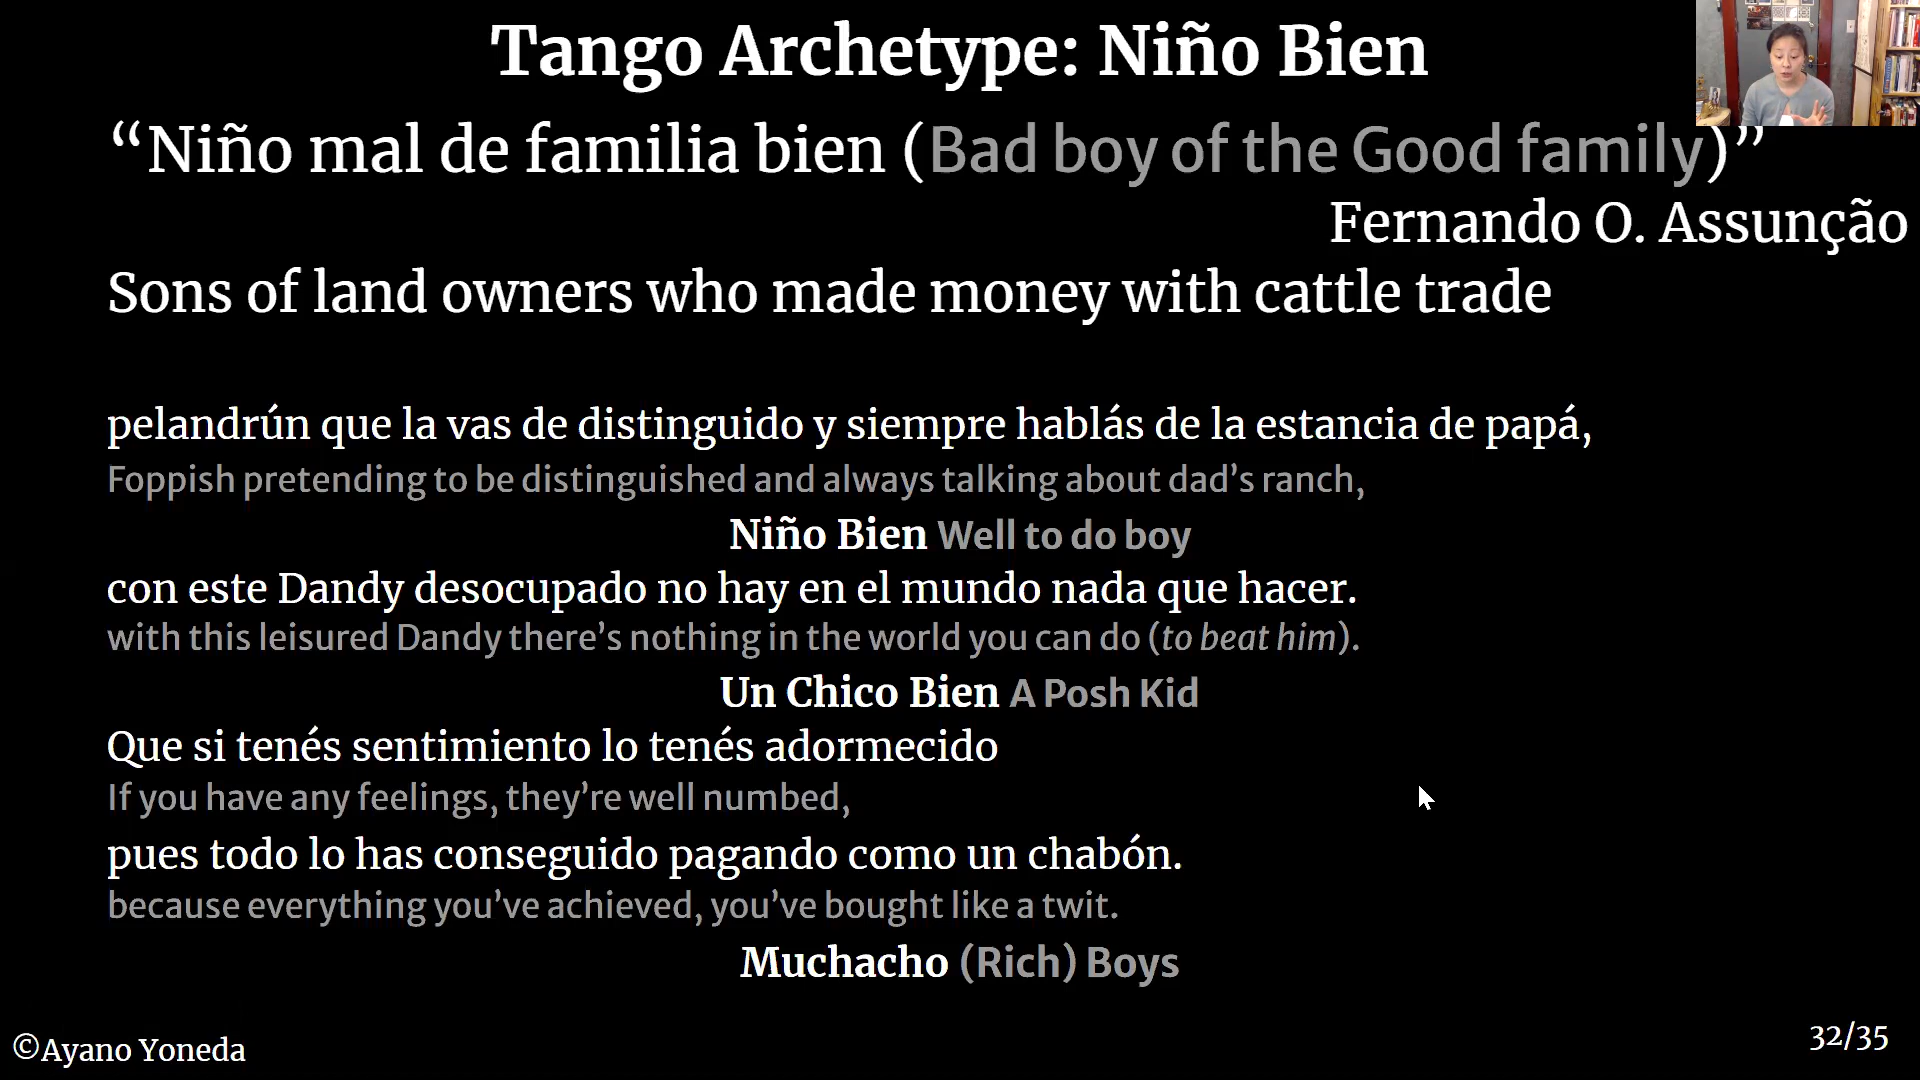 Tango Archetype: Niño Bien
“Niño mal de familia bien (Bad boy of the Good family)”
Fernando O. Assunção
Sons of land owners who made money with cattle trade
pelandrún que la vas de distinguido y siempre hablás de la estancia de papá,
Foppish pretending to be distinguished and always talking about dad’s ranch,
Niño Bien Well to do boy
con este Dandy desocupado no hay en el mundo nada que hacer.
with this leisured Dandy there’s nothing in the world you can do (to beat him).
Un Chico Bien A Posh Kid
Que si tenés sentimiento lo tenés adormecido
If you have any feelings, they’re well numbed,
pues todo lo has conseguido pagando como un chabón.
because everything you’ve achieved, you’ve bought like a twit.
Muchacho (Rich) Boys
©Ayano Yoneda
32/35